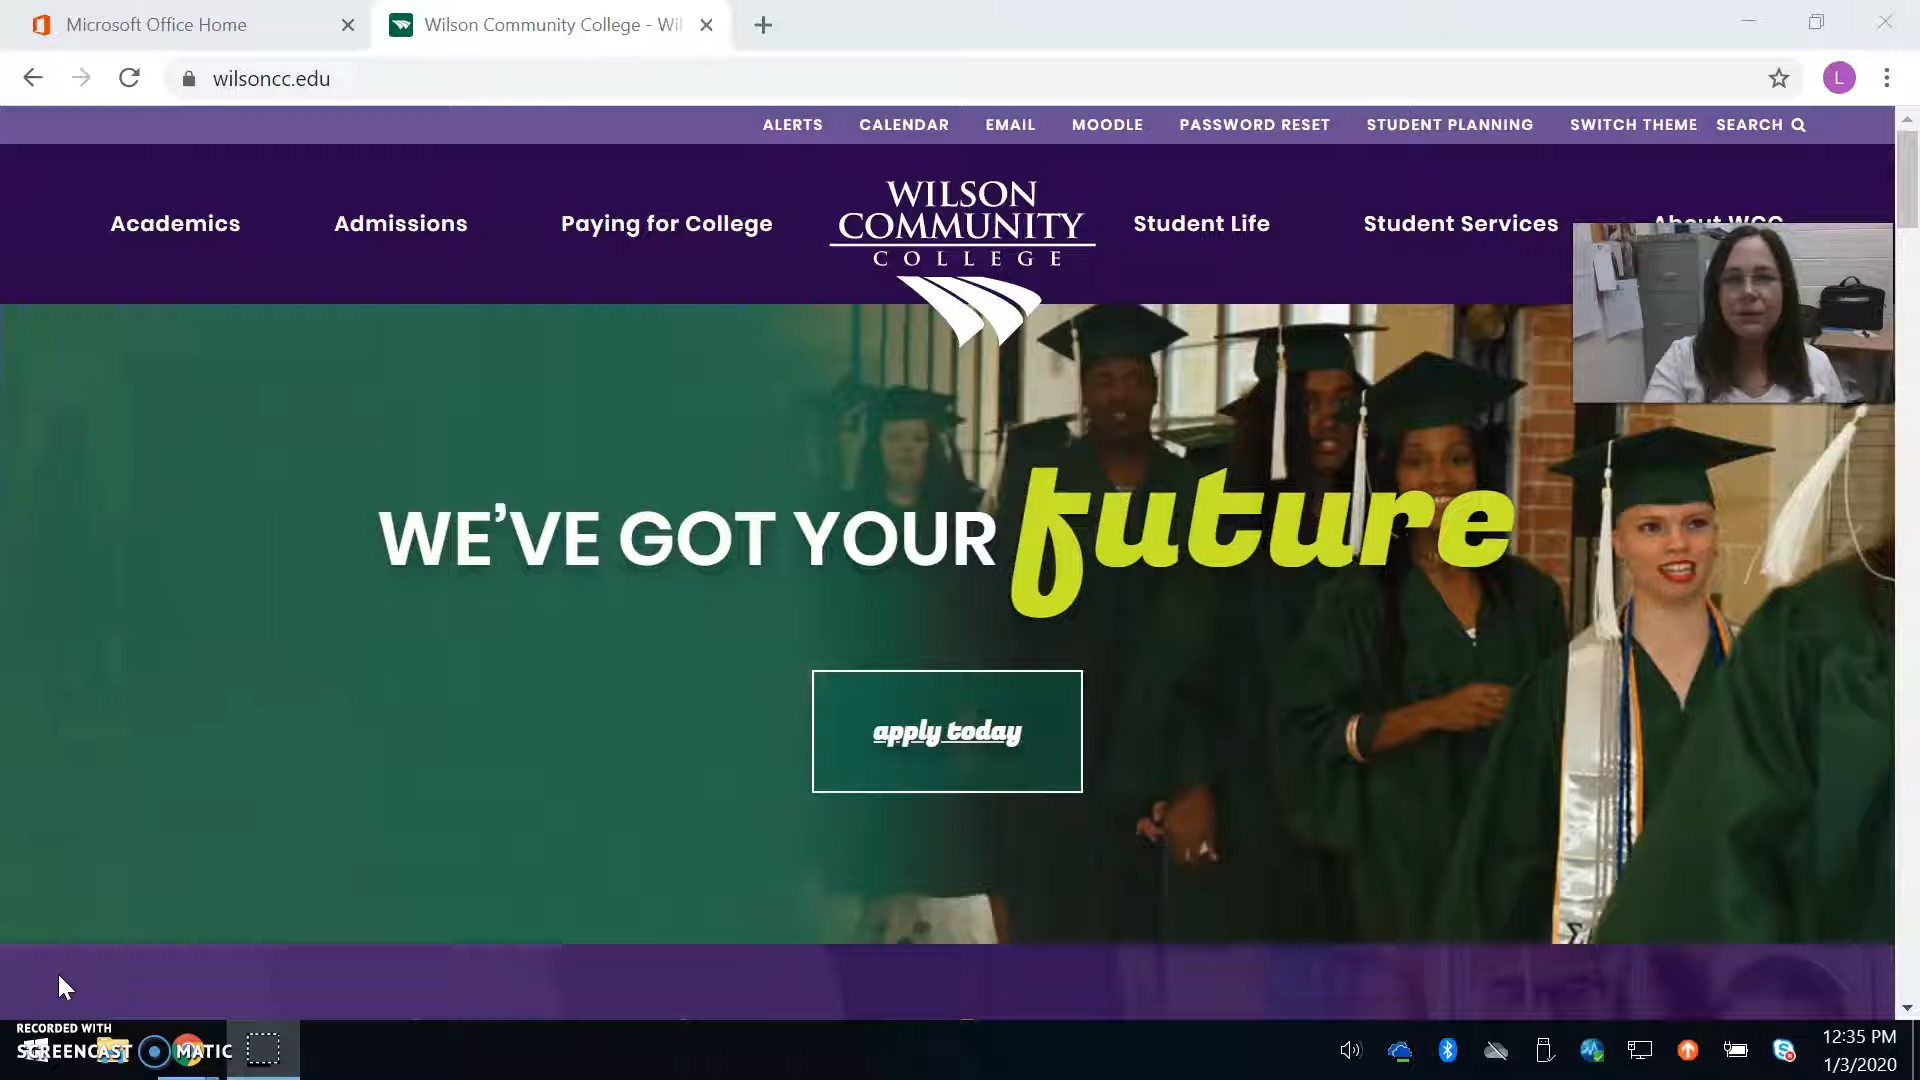 Microsoft Office Home
Wilson Community College - Wil
wilsoncc.edu
L
ALERTS CALENDAR EMAIL MOODLE PASSWORD RESET STUDENT PLANNING SWITCH THEME SEARCH
Academics Admissions Paying for College
WILSON
COMMUNITY
COLLEGE
Student Life Student Services About WCC
WE'VE GOT YOUR future
apply today
RECORDED WITH
SCREENCAST MATIC
12:35 PM
1/3/2020